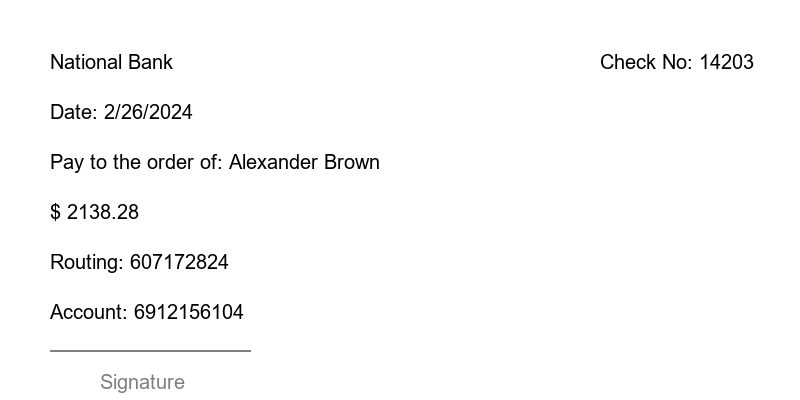 National Bank
Check No: 14203
Date: 2/26/2024
Pay to the order of: Alexander Brown
$ 2138.28
Routing: 607172824
Account: 6912156104
Signature